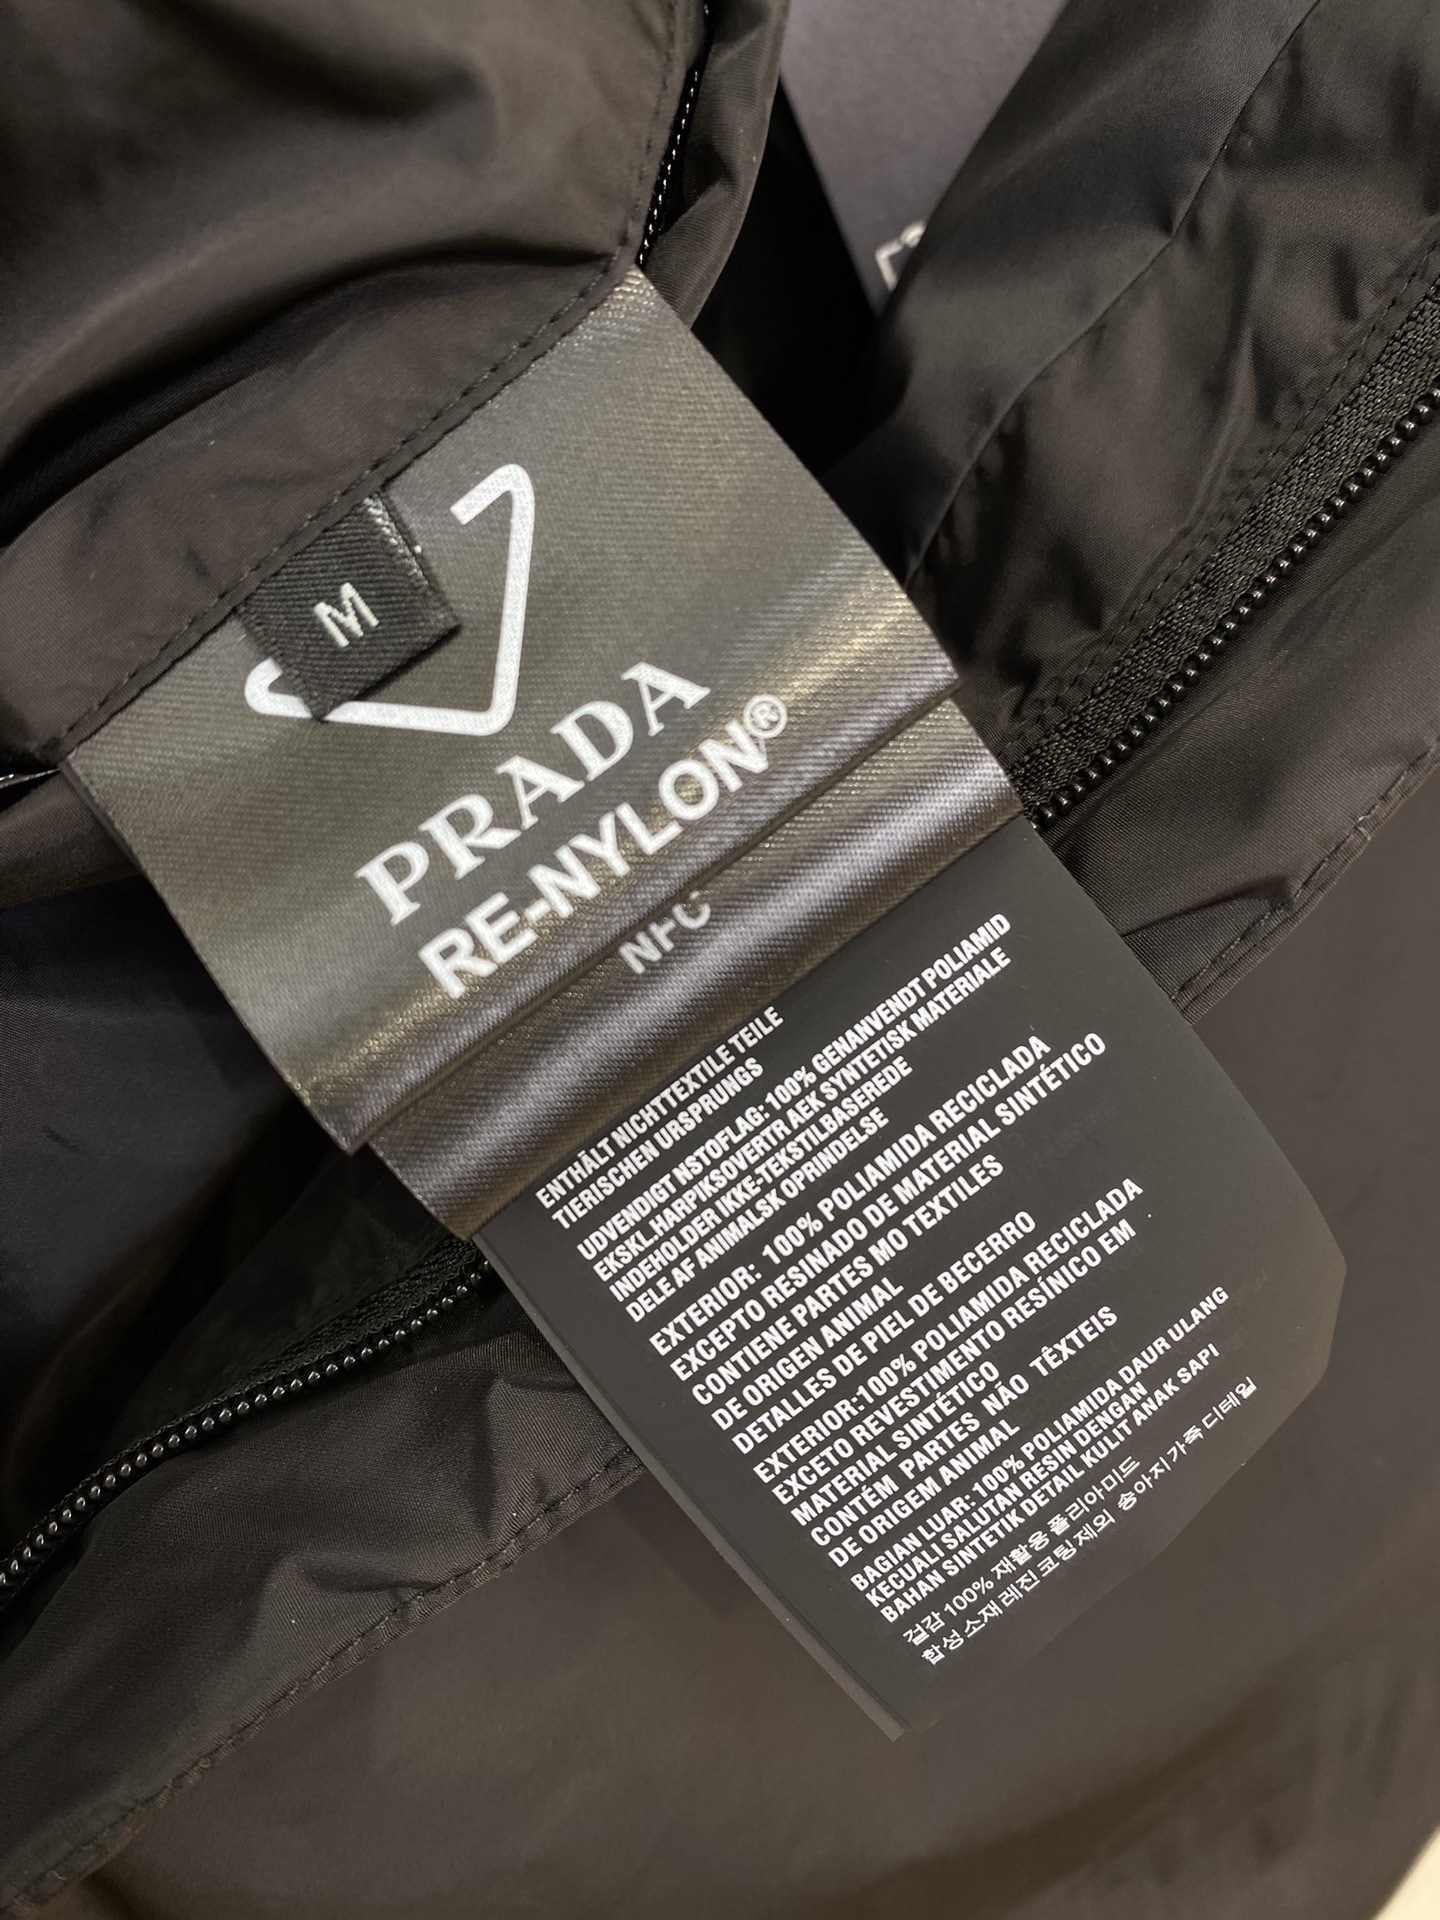 M
PRADA
RE-NYLON®
NFC
ENTHÄLT NICHTTEXTILE TEILE
TIERISCHEN URSPRUNGS
UDVENDIGT NSTOFLAG: 100% GENANVENDT POLIAMID
EKSKL.HARPIKSOVERTR AEK SYNTETISK MATERIALE
INDEHOLDER IKKE-TEKSTILBASEREDE
DELE AF ANIMALSK OPRINDELSE
EXTERIOR: 100% POLIAMIDA RECICLADA
EXCEPTO RESINADO DE MATERIAL SINTÉTICO
CONTIENE PARTES MO TEXTILES
DE ORIGEN ANIMAL
DETALLES DE PIEL DE BECERRO
EXTERIOR:100% POLIAMIDA RECICLADA
EXCETO REVESTIMENTO RESÍNICO EM
MATERIAL SINTÉTICO
CONTÉM PARTES NÃO TÊXTEIS
DE ORIGEM ANIMAL
BAGIAN LUAR: 100% POLIAMIDA DAUR ULANG
KECUALI SALUTAN RESIN DENGAN
BAHAN SINTETIK DETAIL KULIT ANAK SAPI
겉감 100% 재활용 폴리아미드
합성소재 레진 코팅 제외 송아지 가죽 디테일